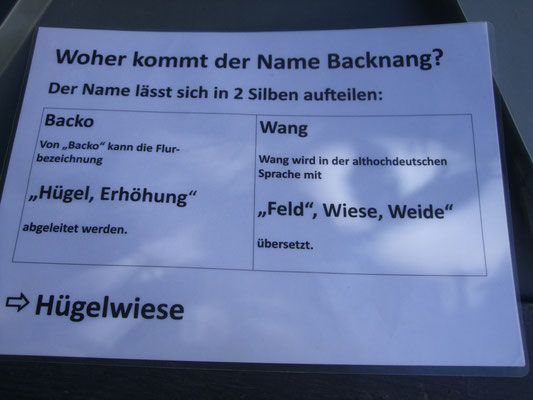 Woher kommt der Name Backnang?
Der Name lässt sich in 2 Silben aufteilen:
Backo
Von „Backo“ kann die Flur-
bezeichnung
„Hügel, Erhöhung“
abgeleitet werden.
Wang
Wang wird in der althochdeutschen
Sprache mit
„Feld“, Wiese, Weide“
übersetzt.
⇨ Hügelwiese